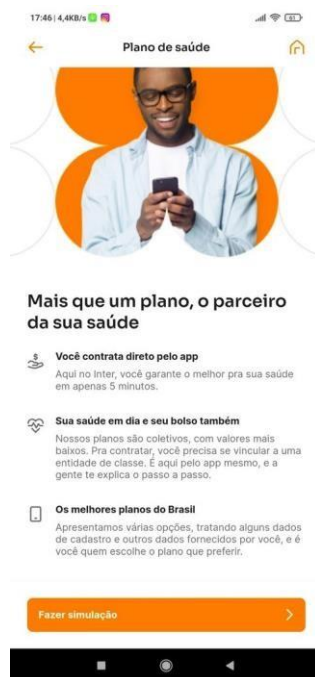 17:46 | 4,4KB/s
61
Plano de saúde
Mais que um plano, o parceiro
da sua saúde
Você contrata direto pelo app
Aqui no Inter, você garante o melhor pra sua saúde
em apenas 5 minutos.
Sua saúde em dia e seu bolso também
Nossos planos são coletivos, com valores mais
baixos. Pra contratar, você precisa se vincular a uma
entidade de classe. É aqui pelo app mesmo, e a
gente te explica o passo a passo.
Os melhores planos do Brasil
Apresentamos várias opções, tratando alguns dados
de cadastro e outros dados fornecidos por você, e é
você quem escolhe o plano que preferir.
Fazer simulação